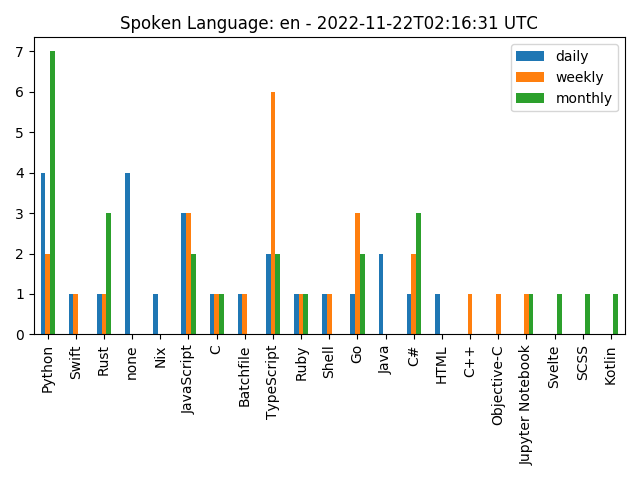 Spoken Language: en - 2022-11-22T02:16:31 UTC
daily
weekly
monthly
7
6
5
4
3
2
1
0
Python
Swift
Rust
none
Nix
JavaScript
C
Batchfile
TypeScript
Ruby
Shell
Go
Java
C#
HTML
C++
Objective-C
Jupyter Notebook
Svelte
SCSS
Kotlin